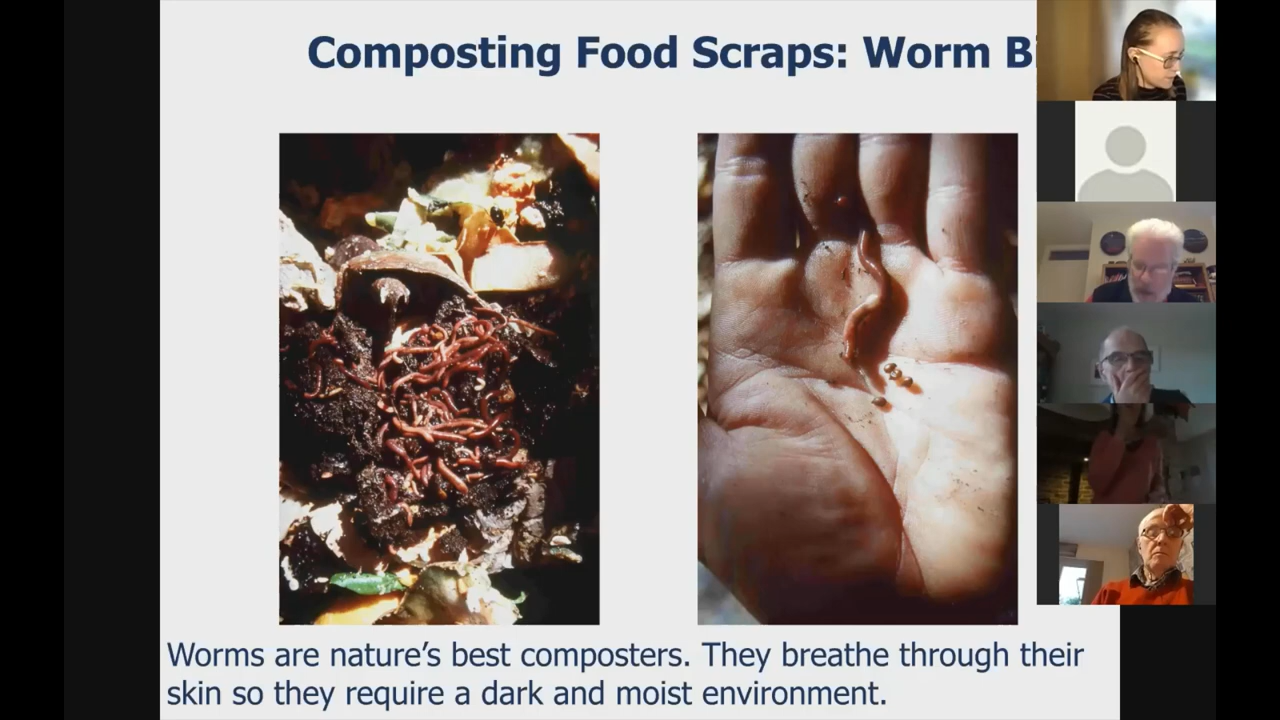 Composting Food Scraps: Worm
Worms are nature's best composters. They breathe through their
skin so they require a dark and moist environment.